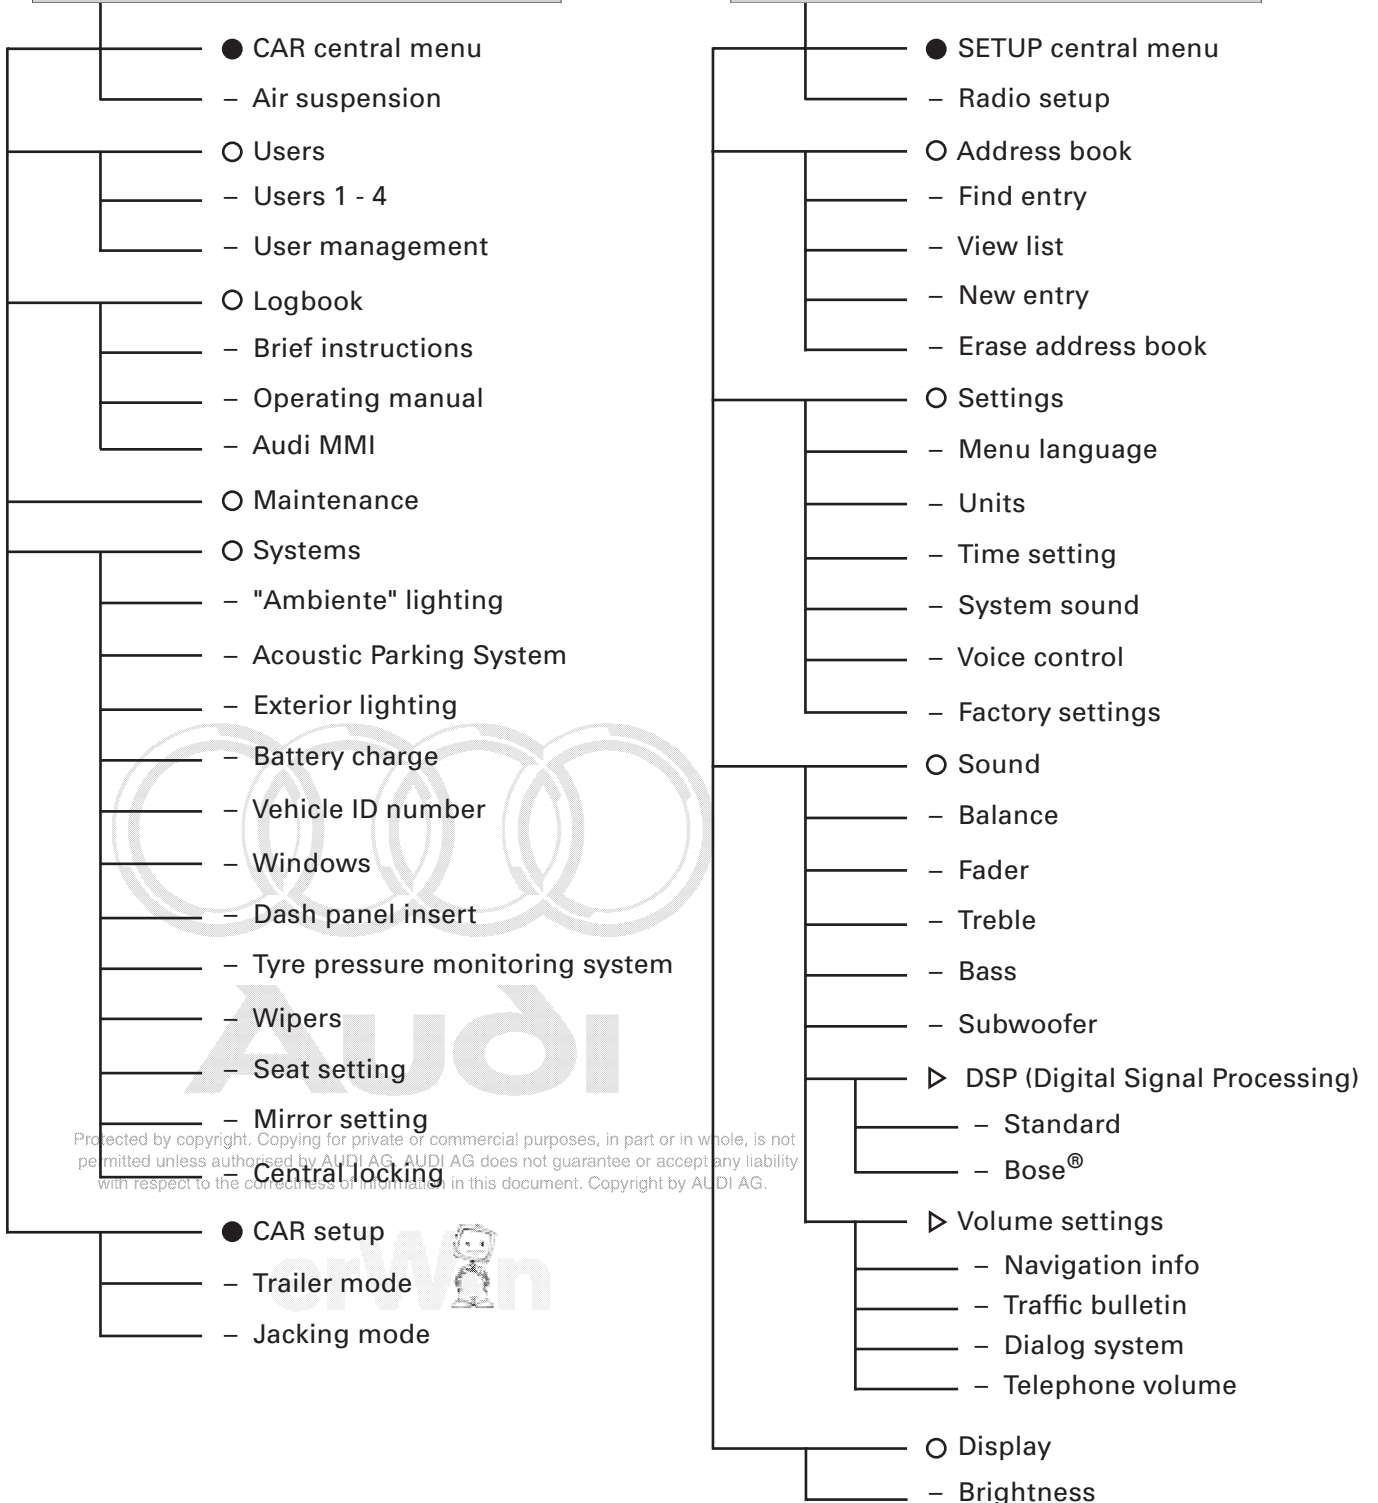 ● CAR central menu
– Air suspension
○ Users
– Users 1 - 4
– User management
○ Logbook
– Brief instructions
– Operating manual
– Audi MMI
○ Maintenance
○ Systems
– "Ambiente" lighting
– Acoustic Parking System
– Exterior lighting
– Battery charge
– Vehicle ID number
– Windows
– Dash panel insert
– Tyre pressure monitoring system
– Wipers
– Seat setting
– Mirror setting
– Central locking
● CAR setup
– Trailer mode
– Jacking mode
● SETUP central menu
– Radio setup
○ Address book
– Find entry
– View list
– New entry
– Erase address book
○ Settings
– Menu language
– Units
– Time setting
– System sound
– Voice control
– Factory settings
○ Sound
– Balance
– Fader
– Treble
– Bass
– Subwoofer
▷ DSP (Digital Signal Processing)
– Standard
– Bose®
▷ Volume settings
– Navigation info
– Traffic bulletin
– Dialog system
– Telephone volume
○ Display
– Brightness
Audi
Protected by copyright. Copying for private or commercial purposes, in part or in whole, is not
permitted unless authorised by AUDI AG. AUDI AG does not guarantee or accept any liability
with respect to the correctness of information in this document. Copyright by AUDI AG.
erWin